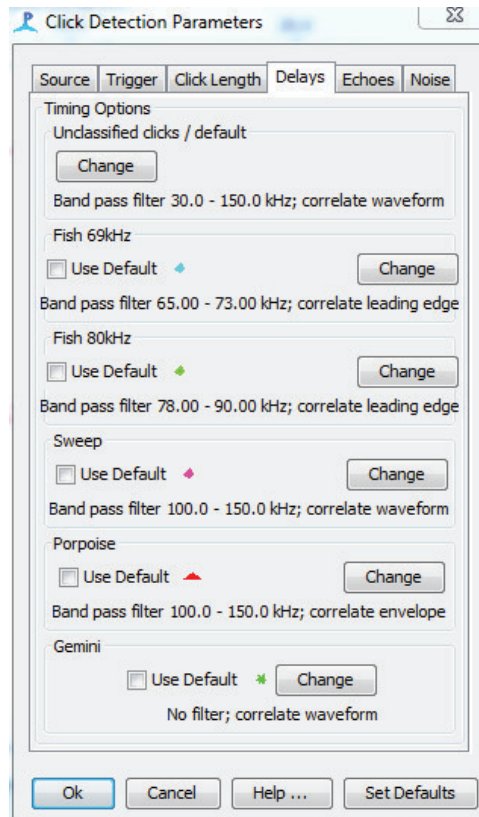 Click Detection Parameters
Source Trigger Click Length Delays Echoes Noise
Timing Options
Unclassified clicks / default
Change
Band pass filter 30.0 - 150.0 kHz; correlate waveform
Fish 69kHz
Use Default Change
Band pass filter 65.00 - 73.00 kHz; correlate leading edge
Fish 80kHz
Use Default Change
Band pass filter 78.00 - 90.00 kHz; correlate leading edge
Sweep
Use Default Change
Band pass filter 100.0 - 150.0 kHz; correlate waveform
Porpoise
Use Default Change
Band pass filter 100.0 - 150.0 kHz; correlate envelope
Gemini
Use Default Change
No filter; correlate waveform
Ok Cancel Help ... Set Defaults